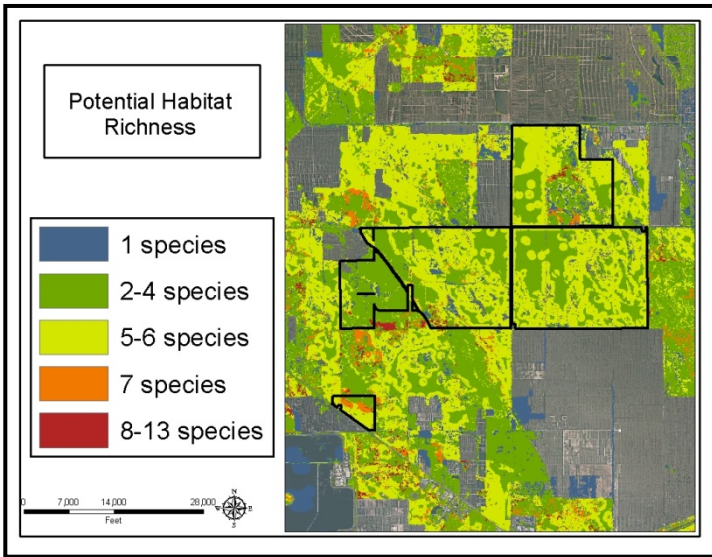 Potential Habitat
Richness
1 species
2-4 species
5-6 species
7 species
8-13 species
0 7,000 14,000 28,000
Feet
N
W E
S